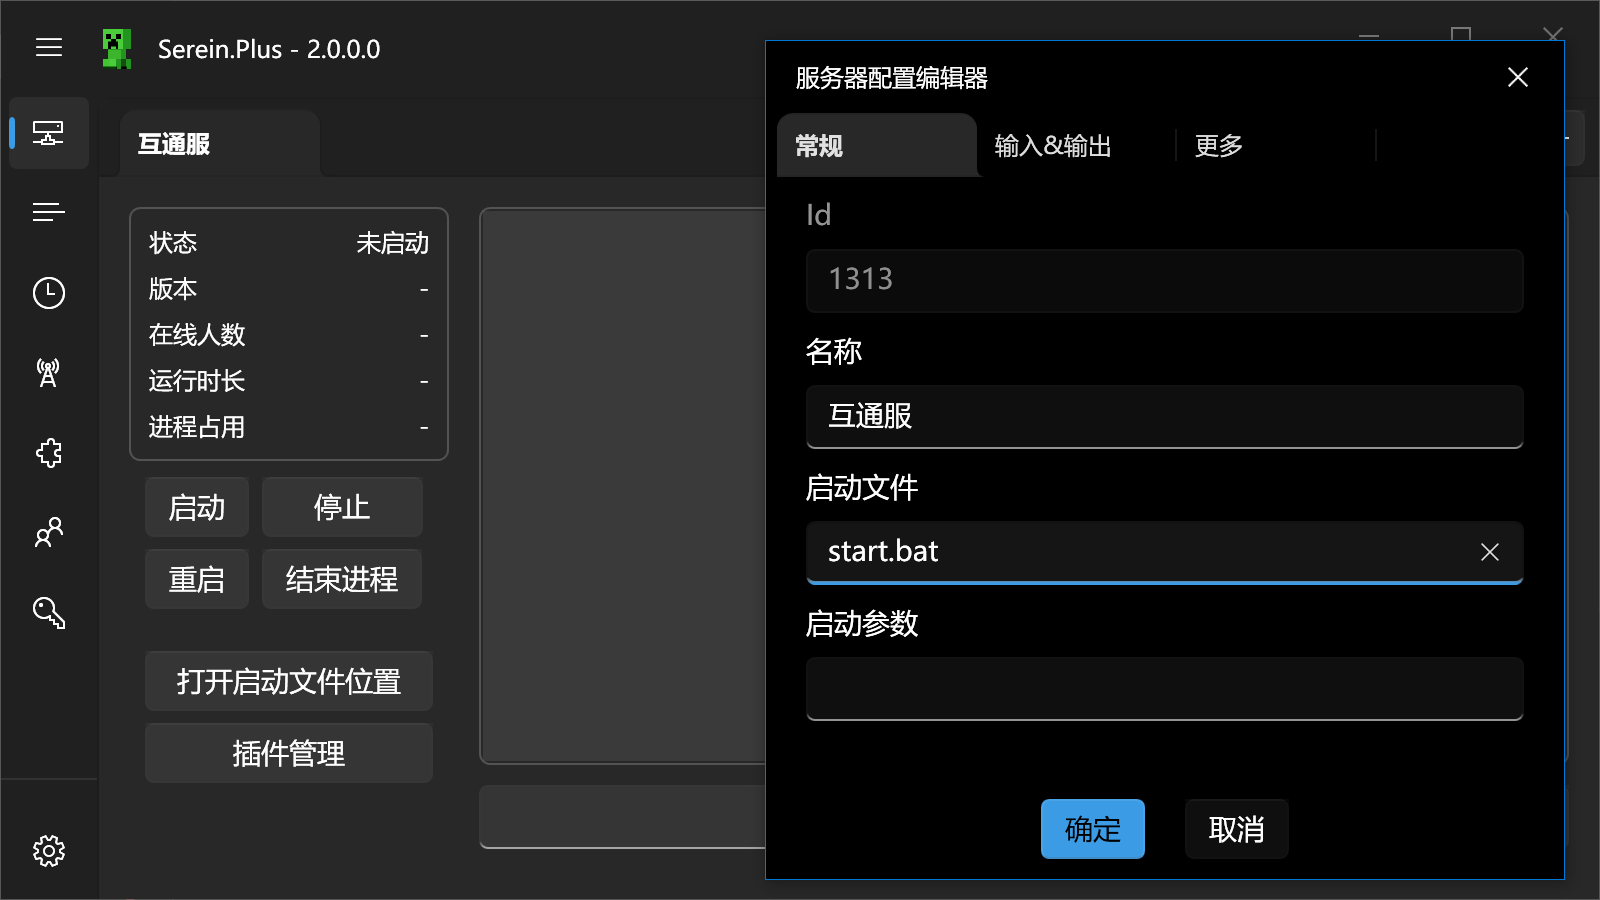 Serein.Plus - 2.0.0.0
互通服
状态 未启动
版本 -
在线人数 -
运行时长 -
进程占用 -
启动 停止
重启 结束进程
打开启动文件位置
插件管理
服务器配置编辑器
常规 输入&输出 更多
Id
1313
名称
互通服
启动文件
start.bat
启动参数
确定 取消